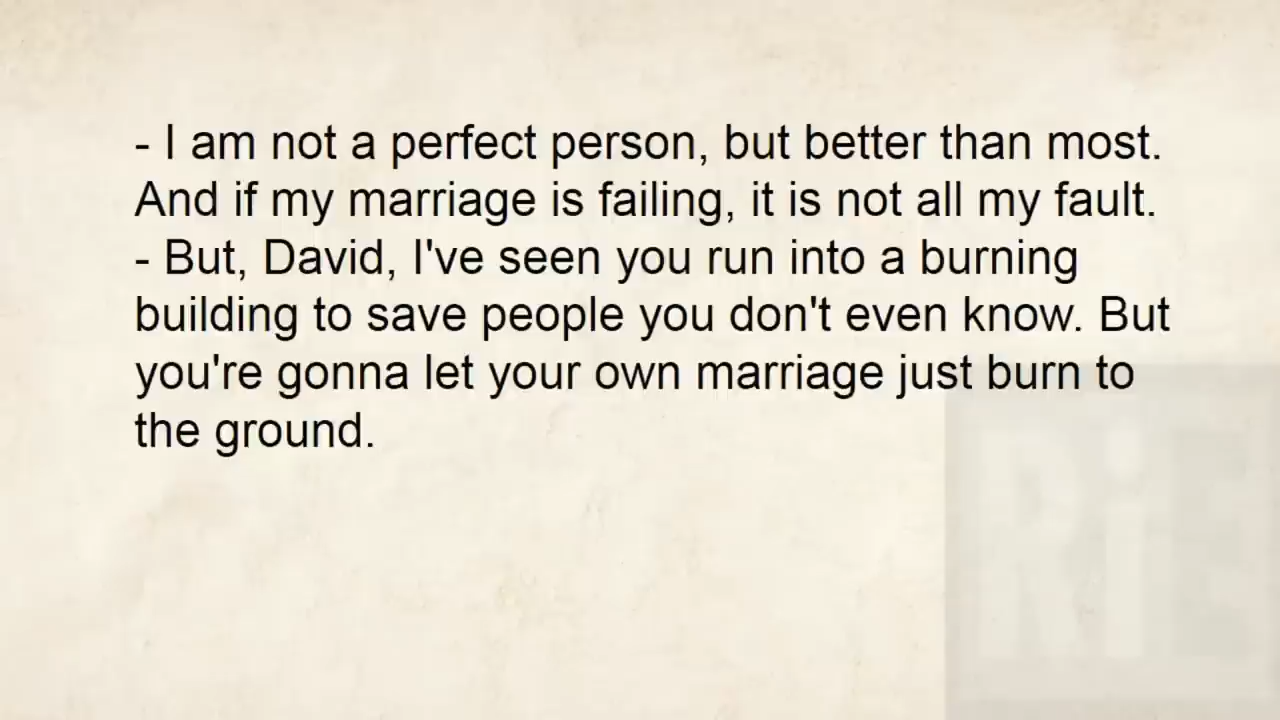 - I am not a perfect person, but better than most.
And if my marriage is failing, it is not all my fault.
- But, David, I've seen you run into a burning
building to save people you don't even know. But
you're gonna let your own marriage just burn to
the ground.
RiE